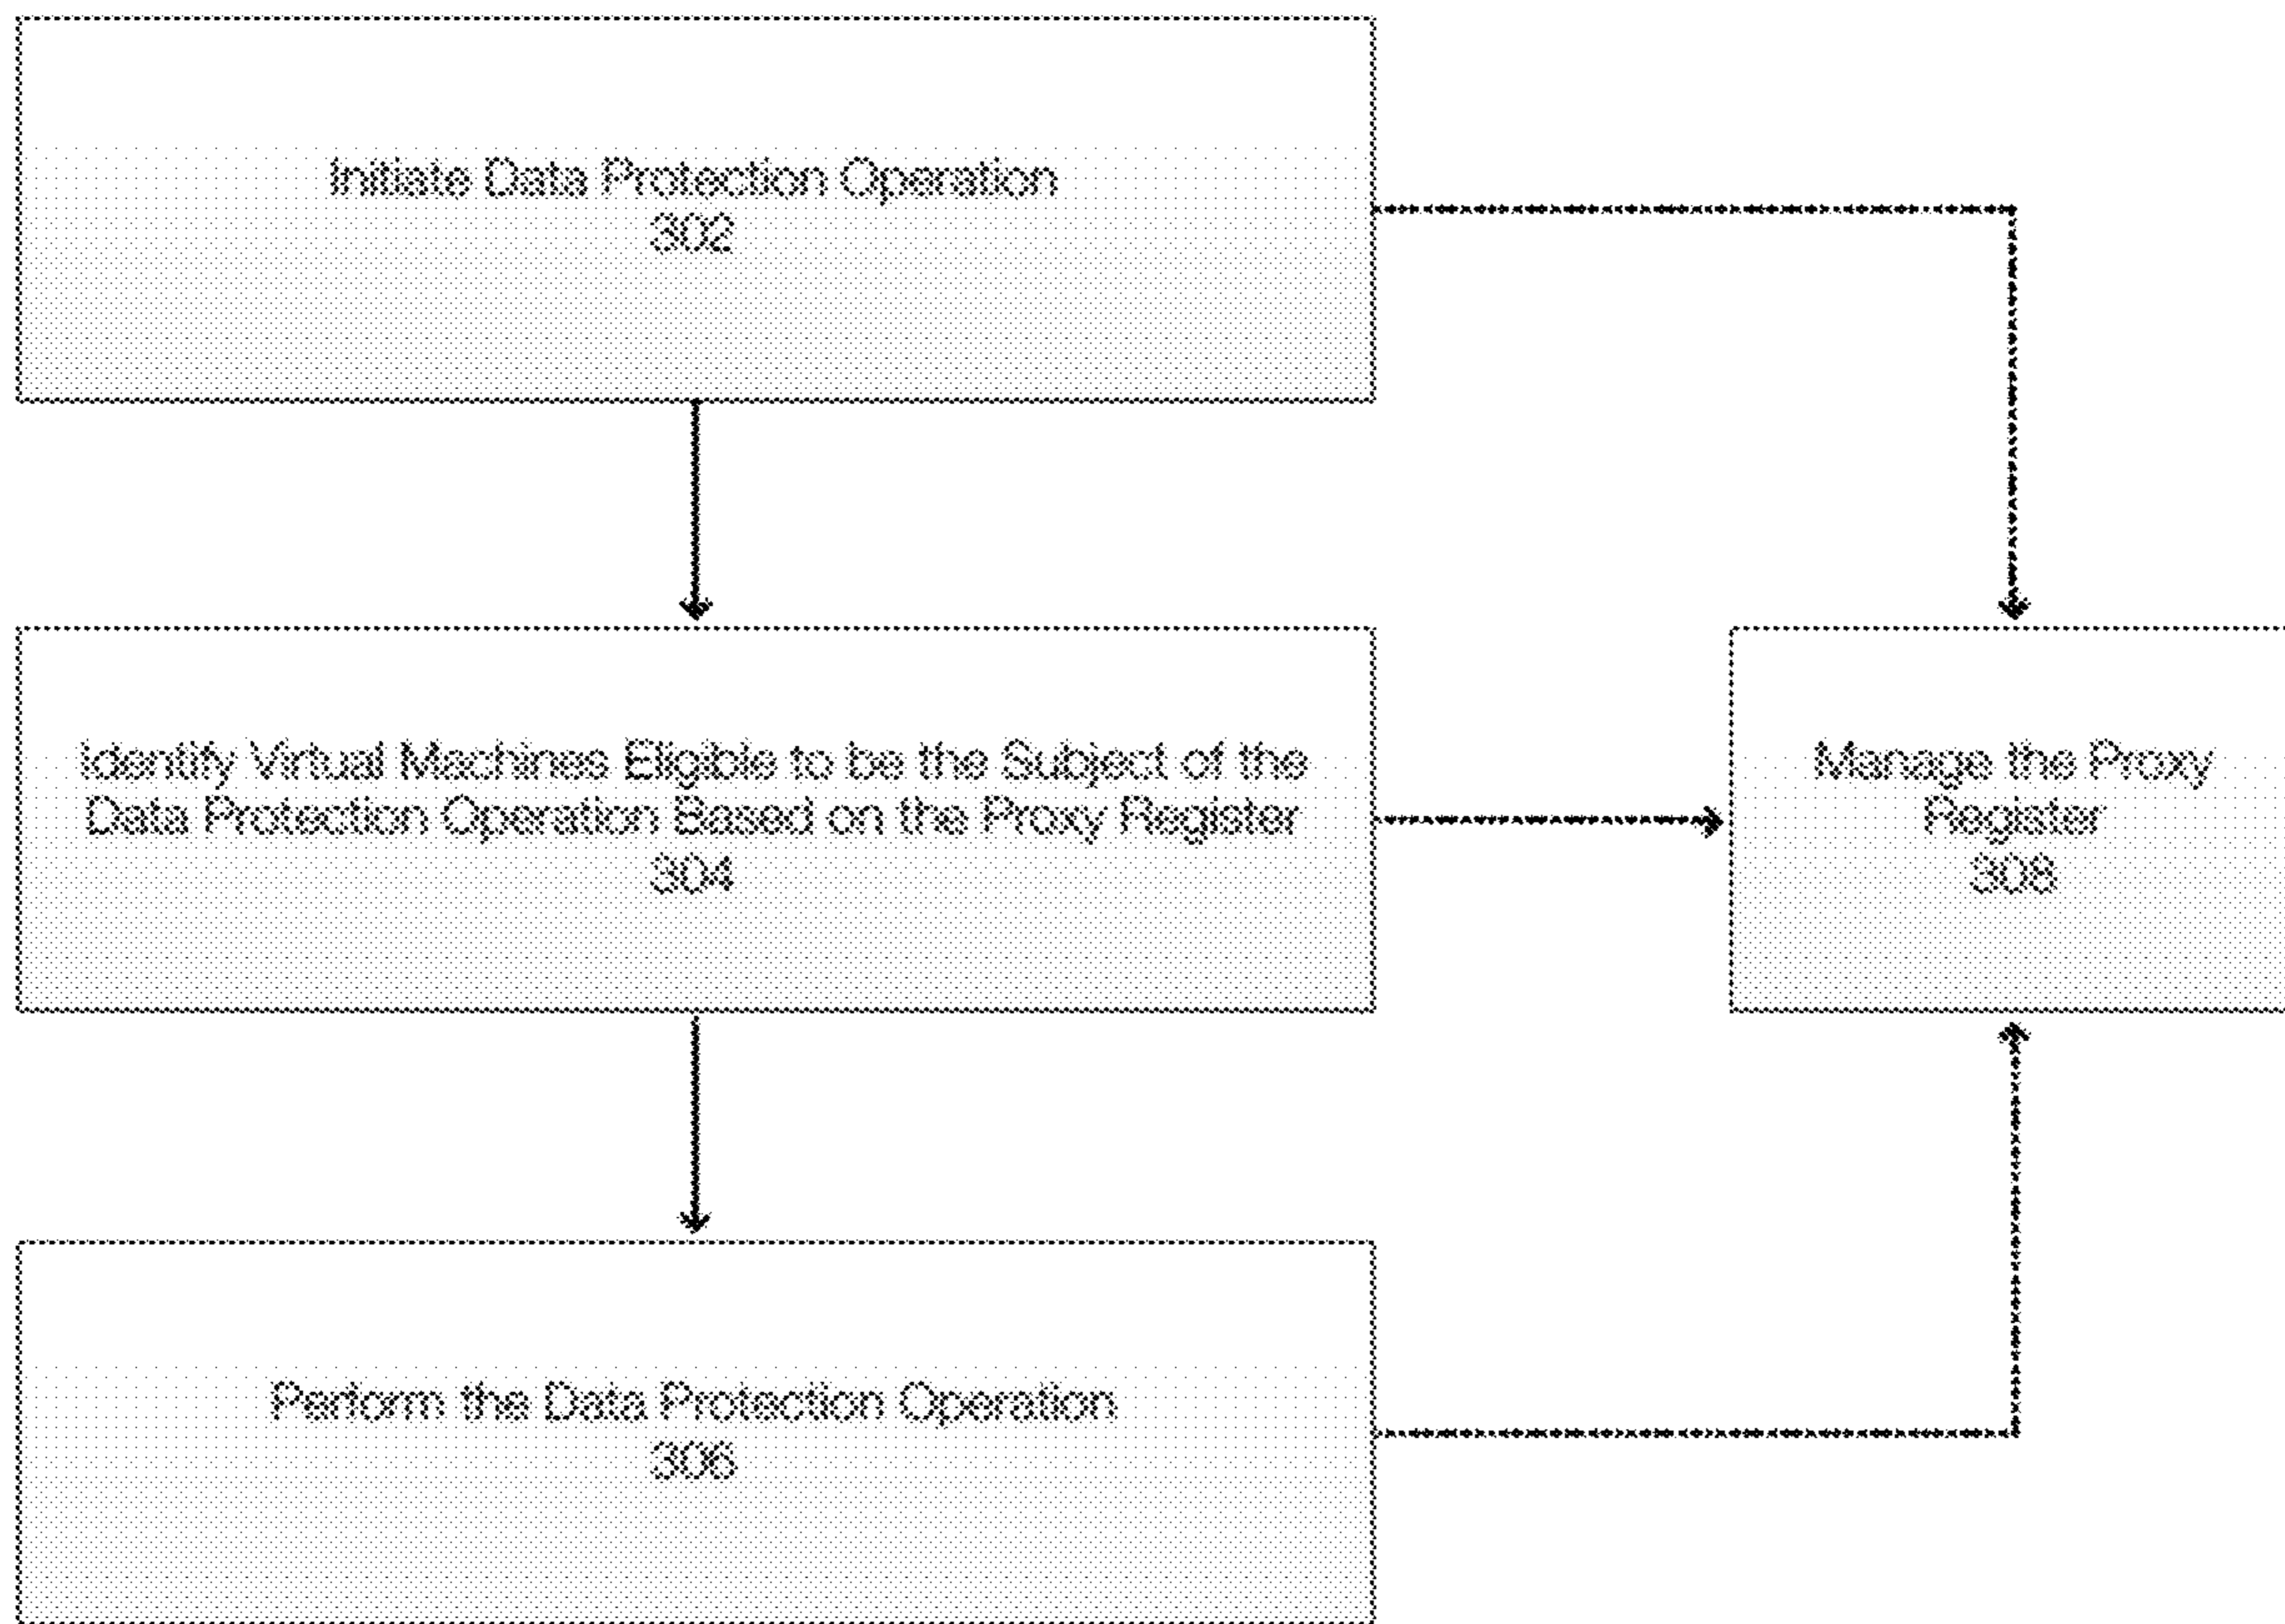 Initiate Data Protection Operation
302
Identify Virtual Machines Eligible to be the Subject of the
Data Protection Operation Based on the Proxy Register
304
Manage the Proxy
Register
308
Perform the Data Protection Operation
306